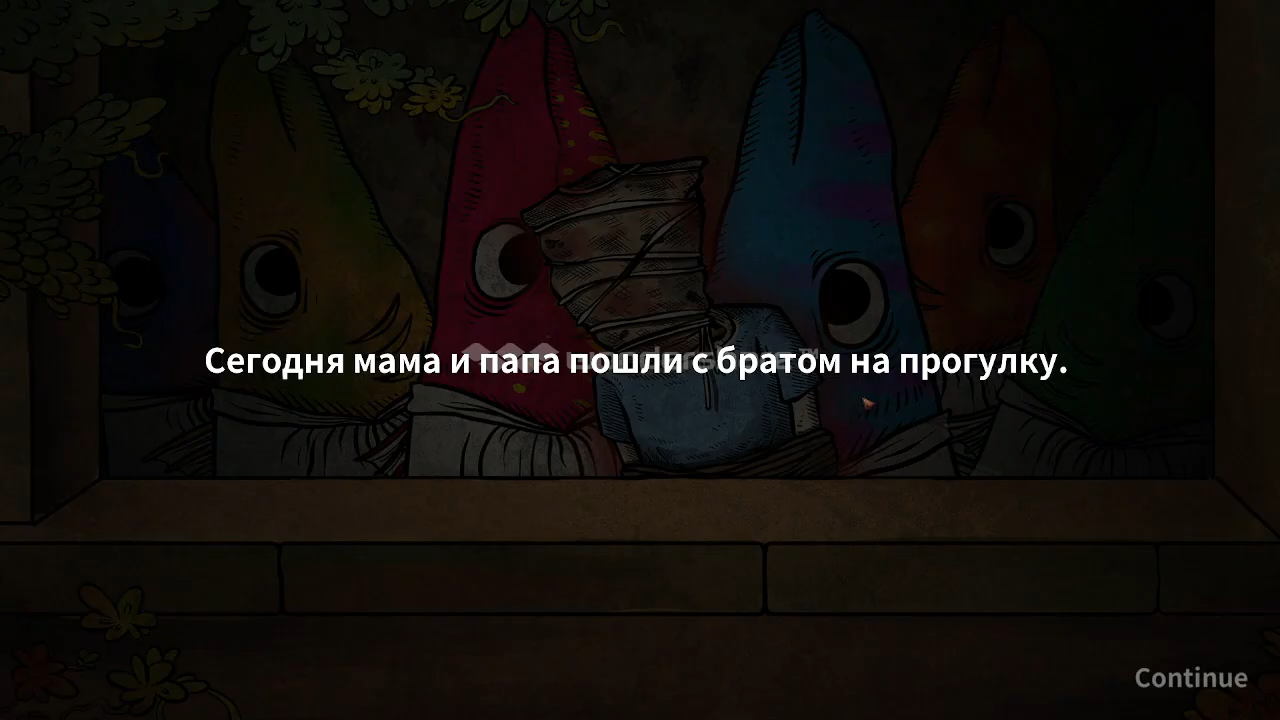 Сегодня мама и папа пошли с братом на прогулку.
Continue